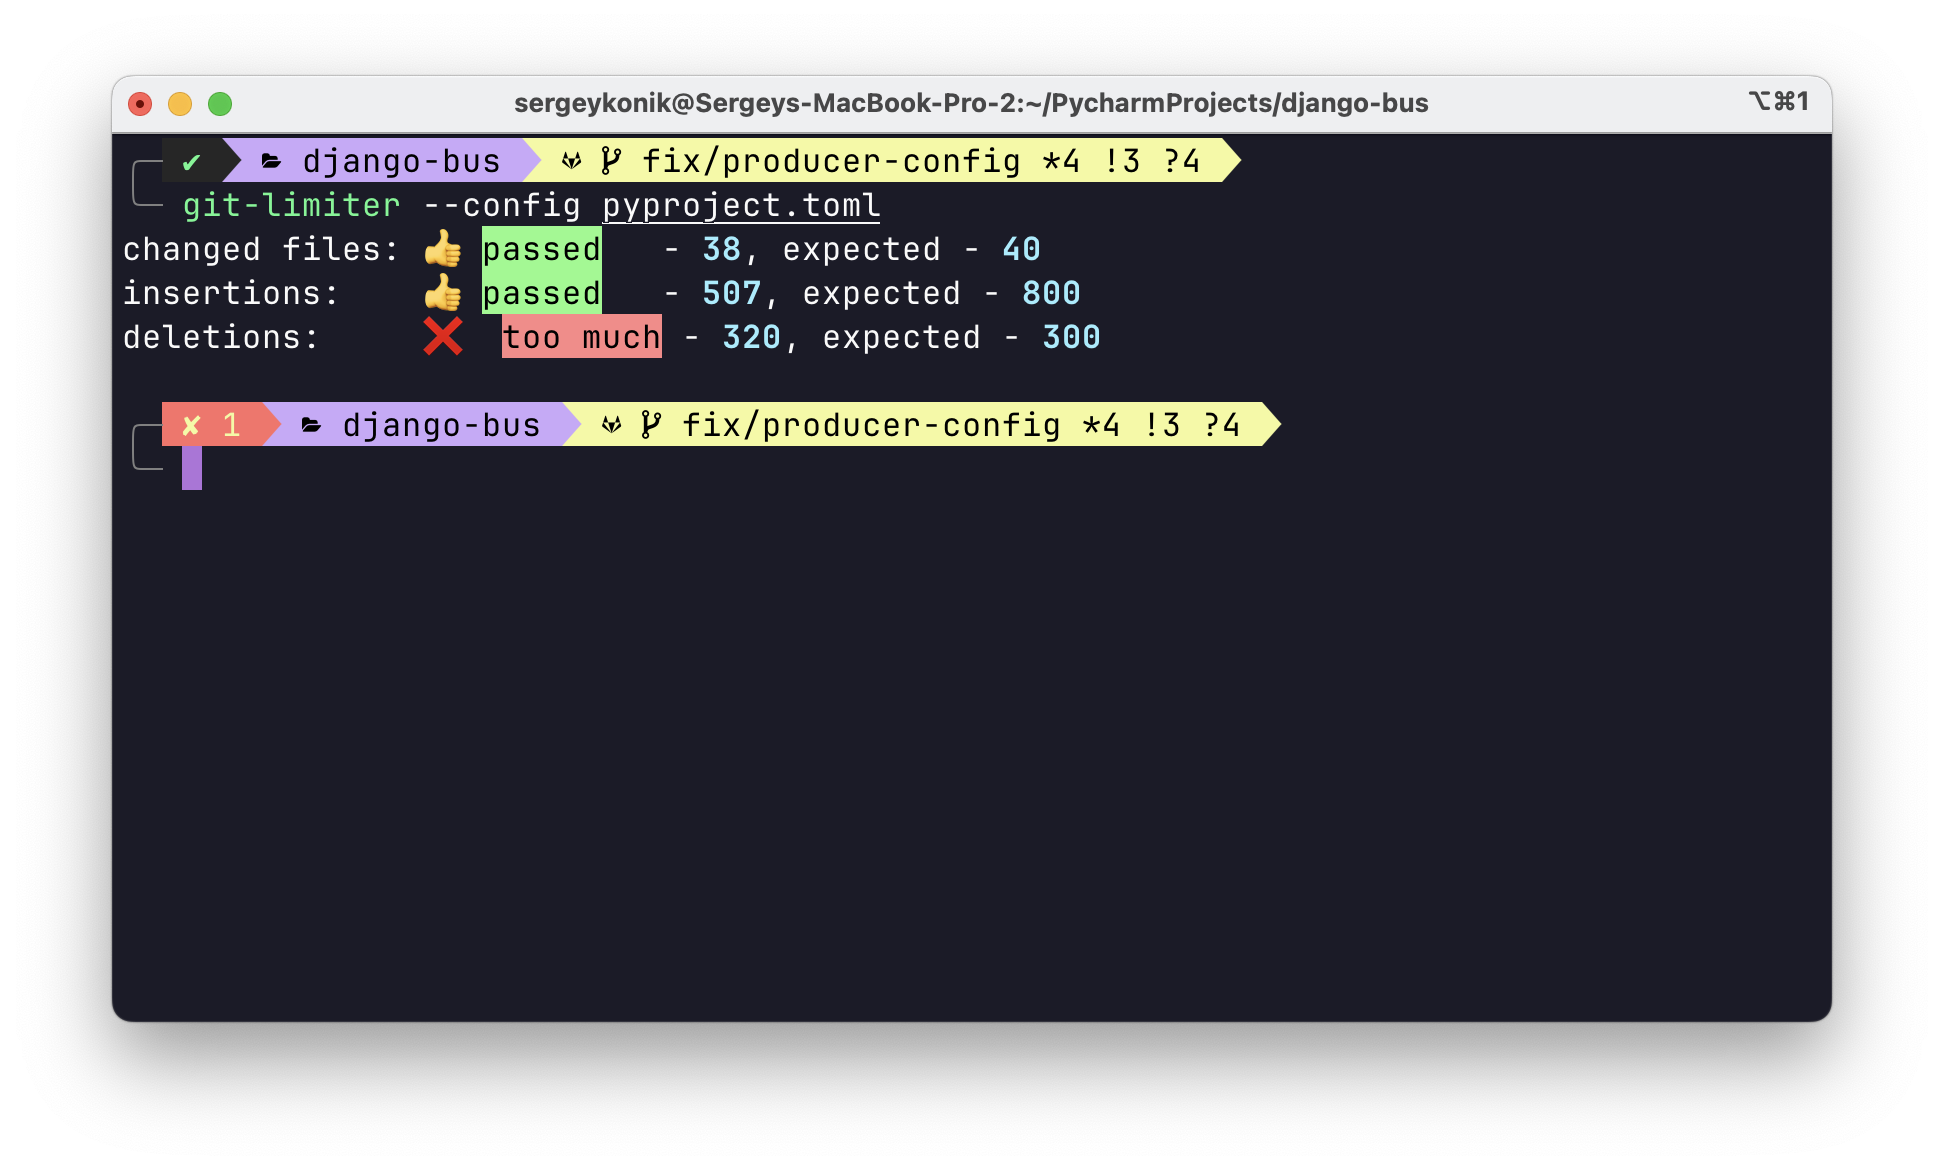 sergeykonik@Sergeys-MacBook-Pro-2:~/PycharmProjects/django-bus ⌥⌘1
✔ django-bus fix/producer-config *4 !3 ?4
git-limiter --config pyproject.toml
changed files: 👍 passed - 38, expected - 40
insertions: 👍 passed - 507, expected - 800
deletions: ❌ too much - 320, expected - 300
✘ 1 django-bus fix/producer-config *4 !3 ?4